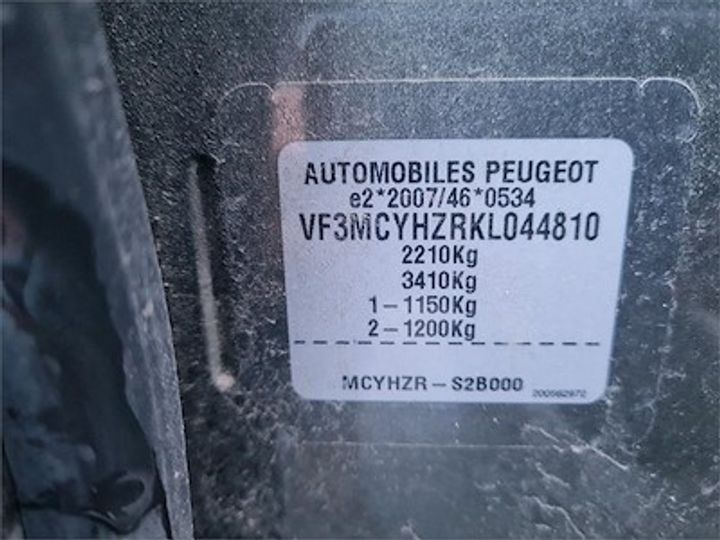 AUTOMOBILES PEUGEOT
e2*2007/46*0534
VF3MCYHZRKL044810
2210Kg
3410Kg
1-1150Kg
2-1200Kg
MCYHZR-S2B000